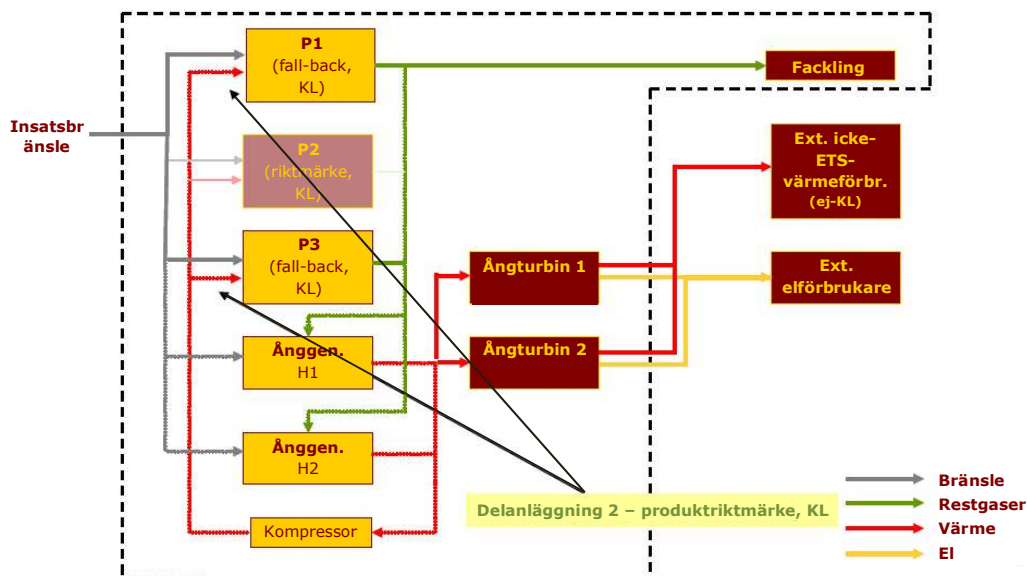 P1
(fall-back,
KL)
Fackling
Insatsbr
änsle
P2
(riktmärke,
KL)
Ext. icke-
ETS-
värmeförbr.
(ej-KL)
P3
(fall-back,
KL)
Ångturbin 1
Ext.
elförbrukare
Ånggen.
H1
Ångturbin 2
Ånggen.
H2
Delanläggning 2 – produktriktmärke, KL
Kompressor
Bränsle
Restgaser
Värme
El